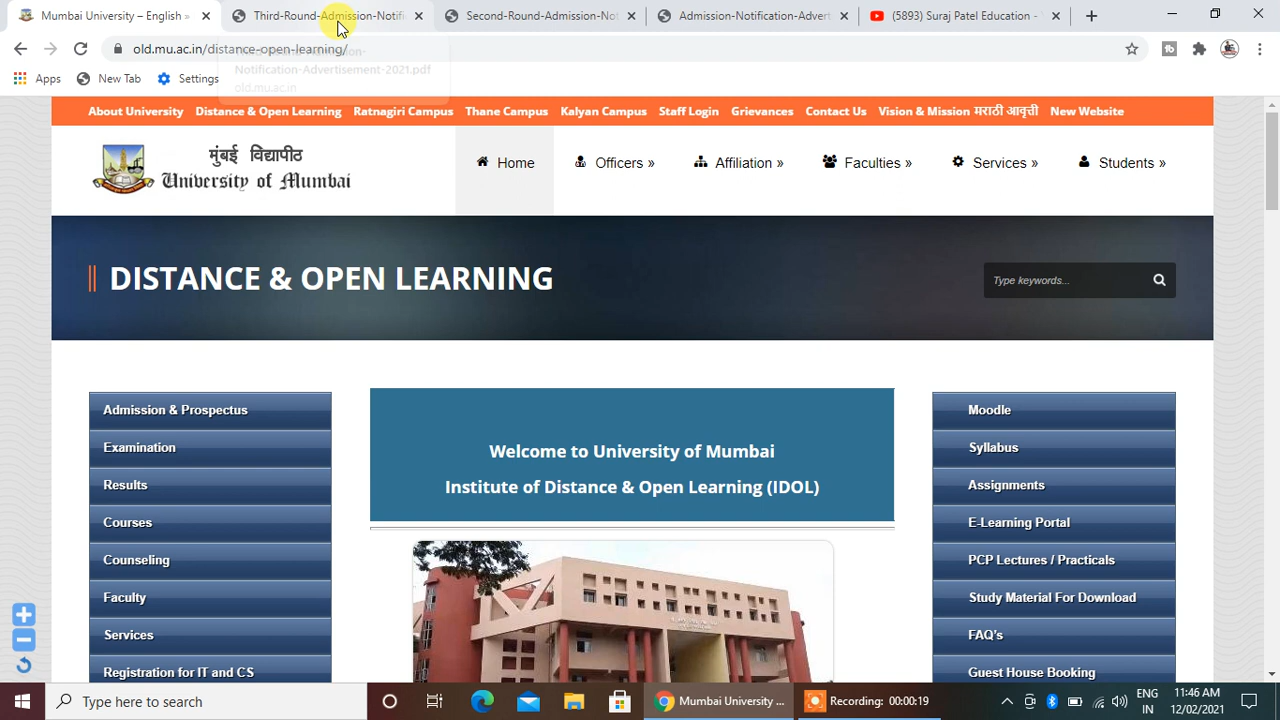 Mumbai University – English »
Third-Round-Admission-Notifi
Second-Round-Admission-Not
Admission-Notification-Advert
(5893) Suraj Patel Education -
old.mu.ac.in/distance-open-learning/
Notification-Advertisement-2021.pdf
old.mu.ac.in
Apps
New Tab
Settings
About University Distance & Open Learning Ratnagiri Campus Thane Campus Kalyan Campus Staff Login Grievances Contact Us Vision & Mission मराठी आवृत्ती New Website
मुंबई विद्यापीठ
University of Mumbai
Home Officers » Affiliation » Faculties » Services » Students »
DISTANCE & OPEN LEARNING
Type keywords...
Admission & Prospectus
Examination
Results
Courses
Counseling
Faculty
Services
Registration for IT and CS
Welcome to University of Mumbai
Institute of Distance & Open Learning (IDOL)
Moodle
Syllabus
Assignments
E-Learning Portal
PCP Lectures / Practicals
Study Material For Download
FAQ's
Guest House Booking
Type here to search
Mumbai University ...
Recording: 00:00:19
ENG
IN
11:46 AM
12/02/2021